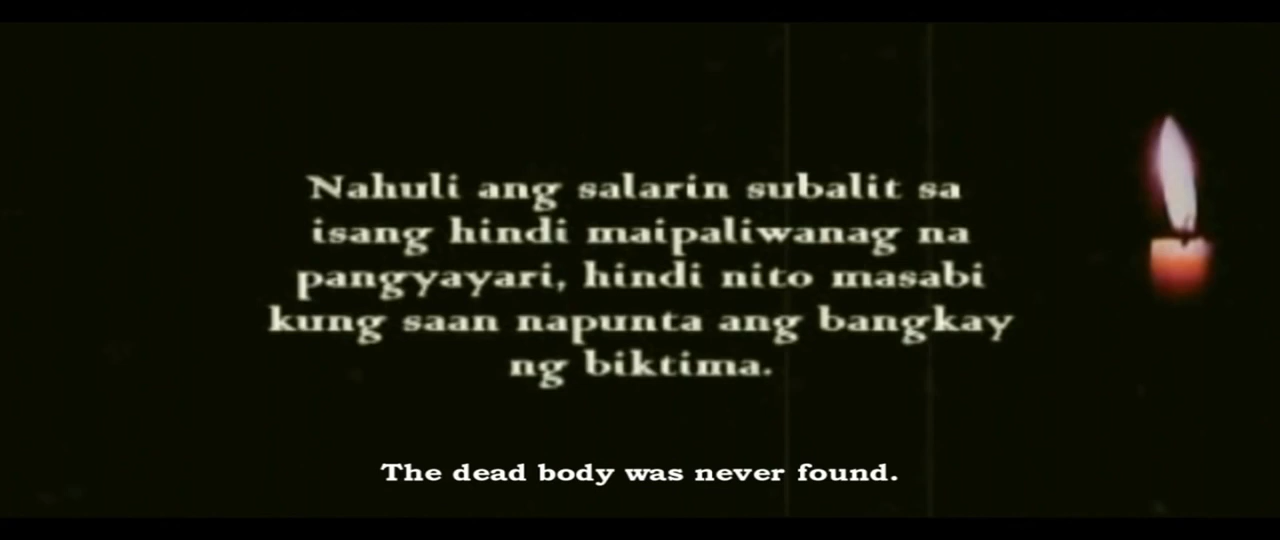 Nahuli ang salarin subalit sa
isang hindi maipaliwanag na
pangyayari, hindi nito masabi
kung saan napunta ang bangkay
ng biktima.
The dead body was never found.